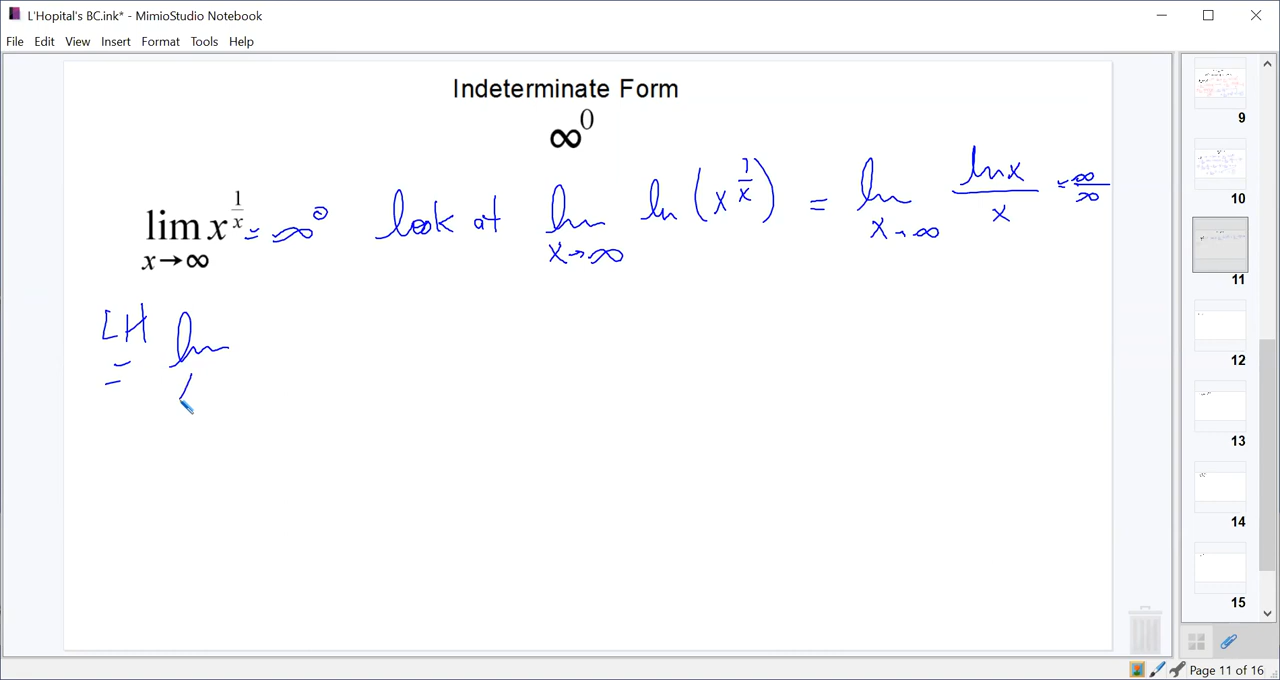 L'Hopital's BC.ink* - MimioStudio Notebook
File Edit View Insert Format Tools Help
Indeterminate Form
∞^0
lim x→∞ x^(1/x) = ∞^0 look at lim x→∞ ln (x^(1/x)) = lim x→∞ lnx/x = ∞/∞
LH = lim
9
10
11
12
13
14
15
Page 11 of 16